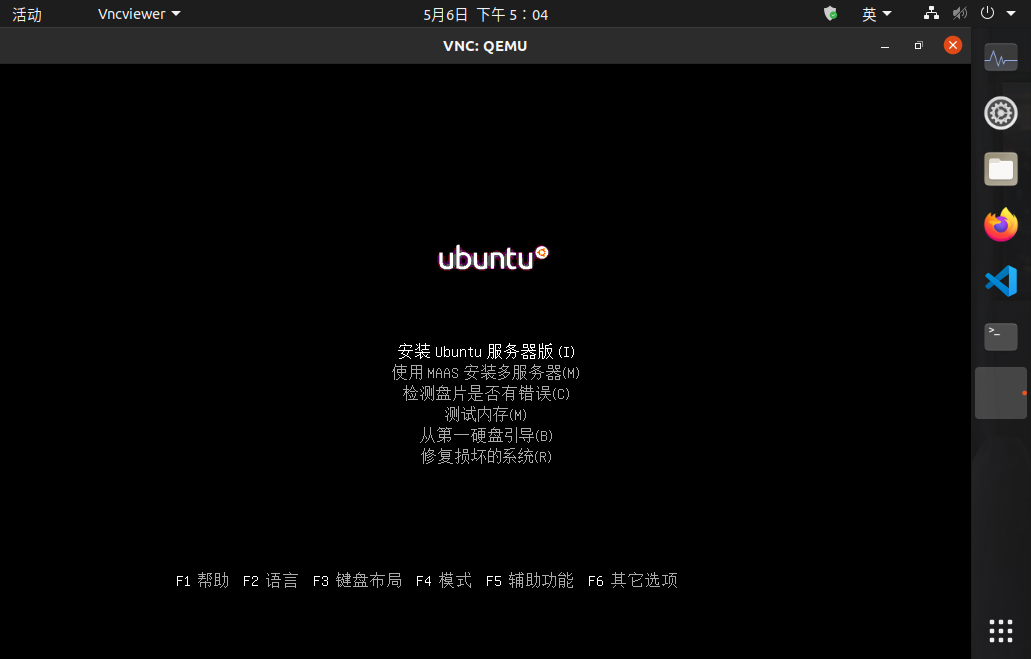 活动 Vncviewer 5月6日 下午 5：04 英
VNC: QEMU
ubuntu
安装 Ubuntu 服务器版 (I)
使用 MAAS 安装多服务器(M)
检测盘片是否有错误(C)
测试内存(M)
从第一硬盘引导(B)
修复损坏的系统(R)
F1 帮助 F2 语言 F3 键盘布局 F4 模式 F5 辅助功能 F6 其它选项